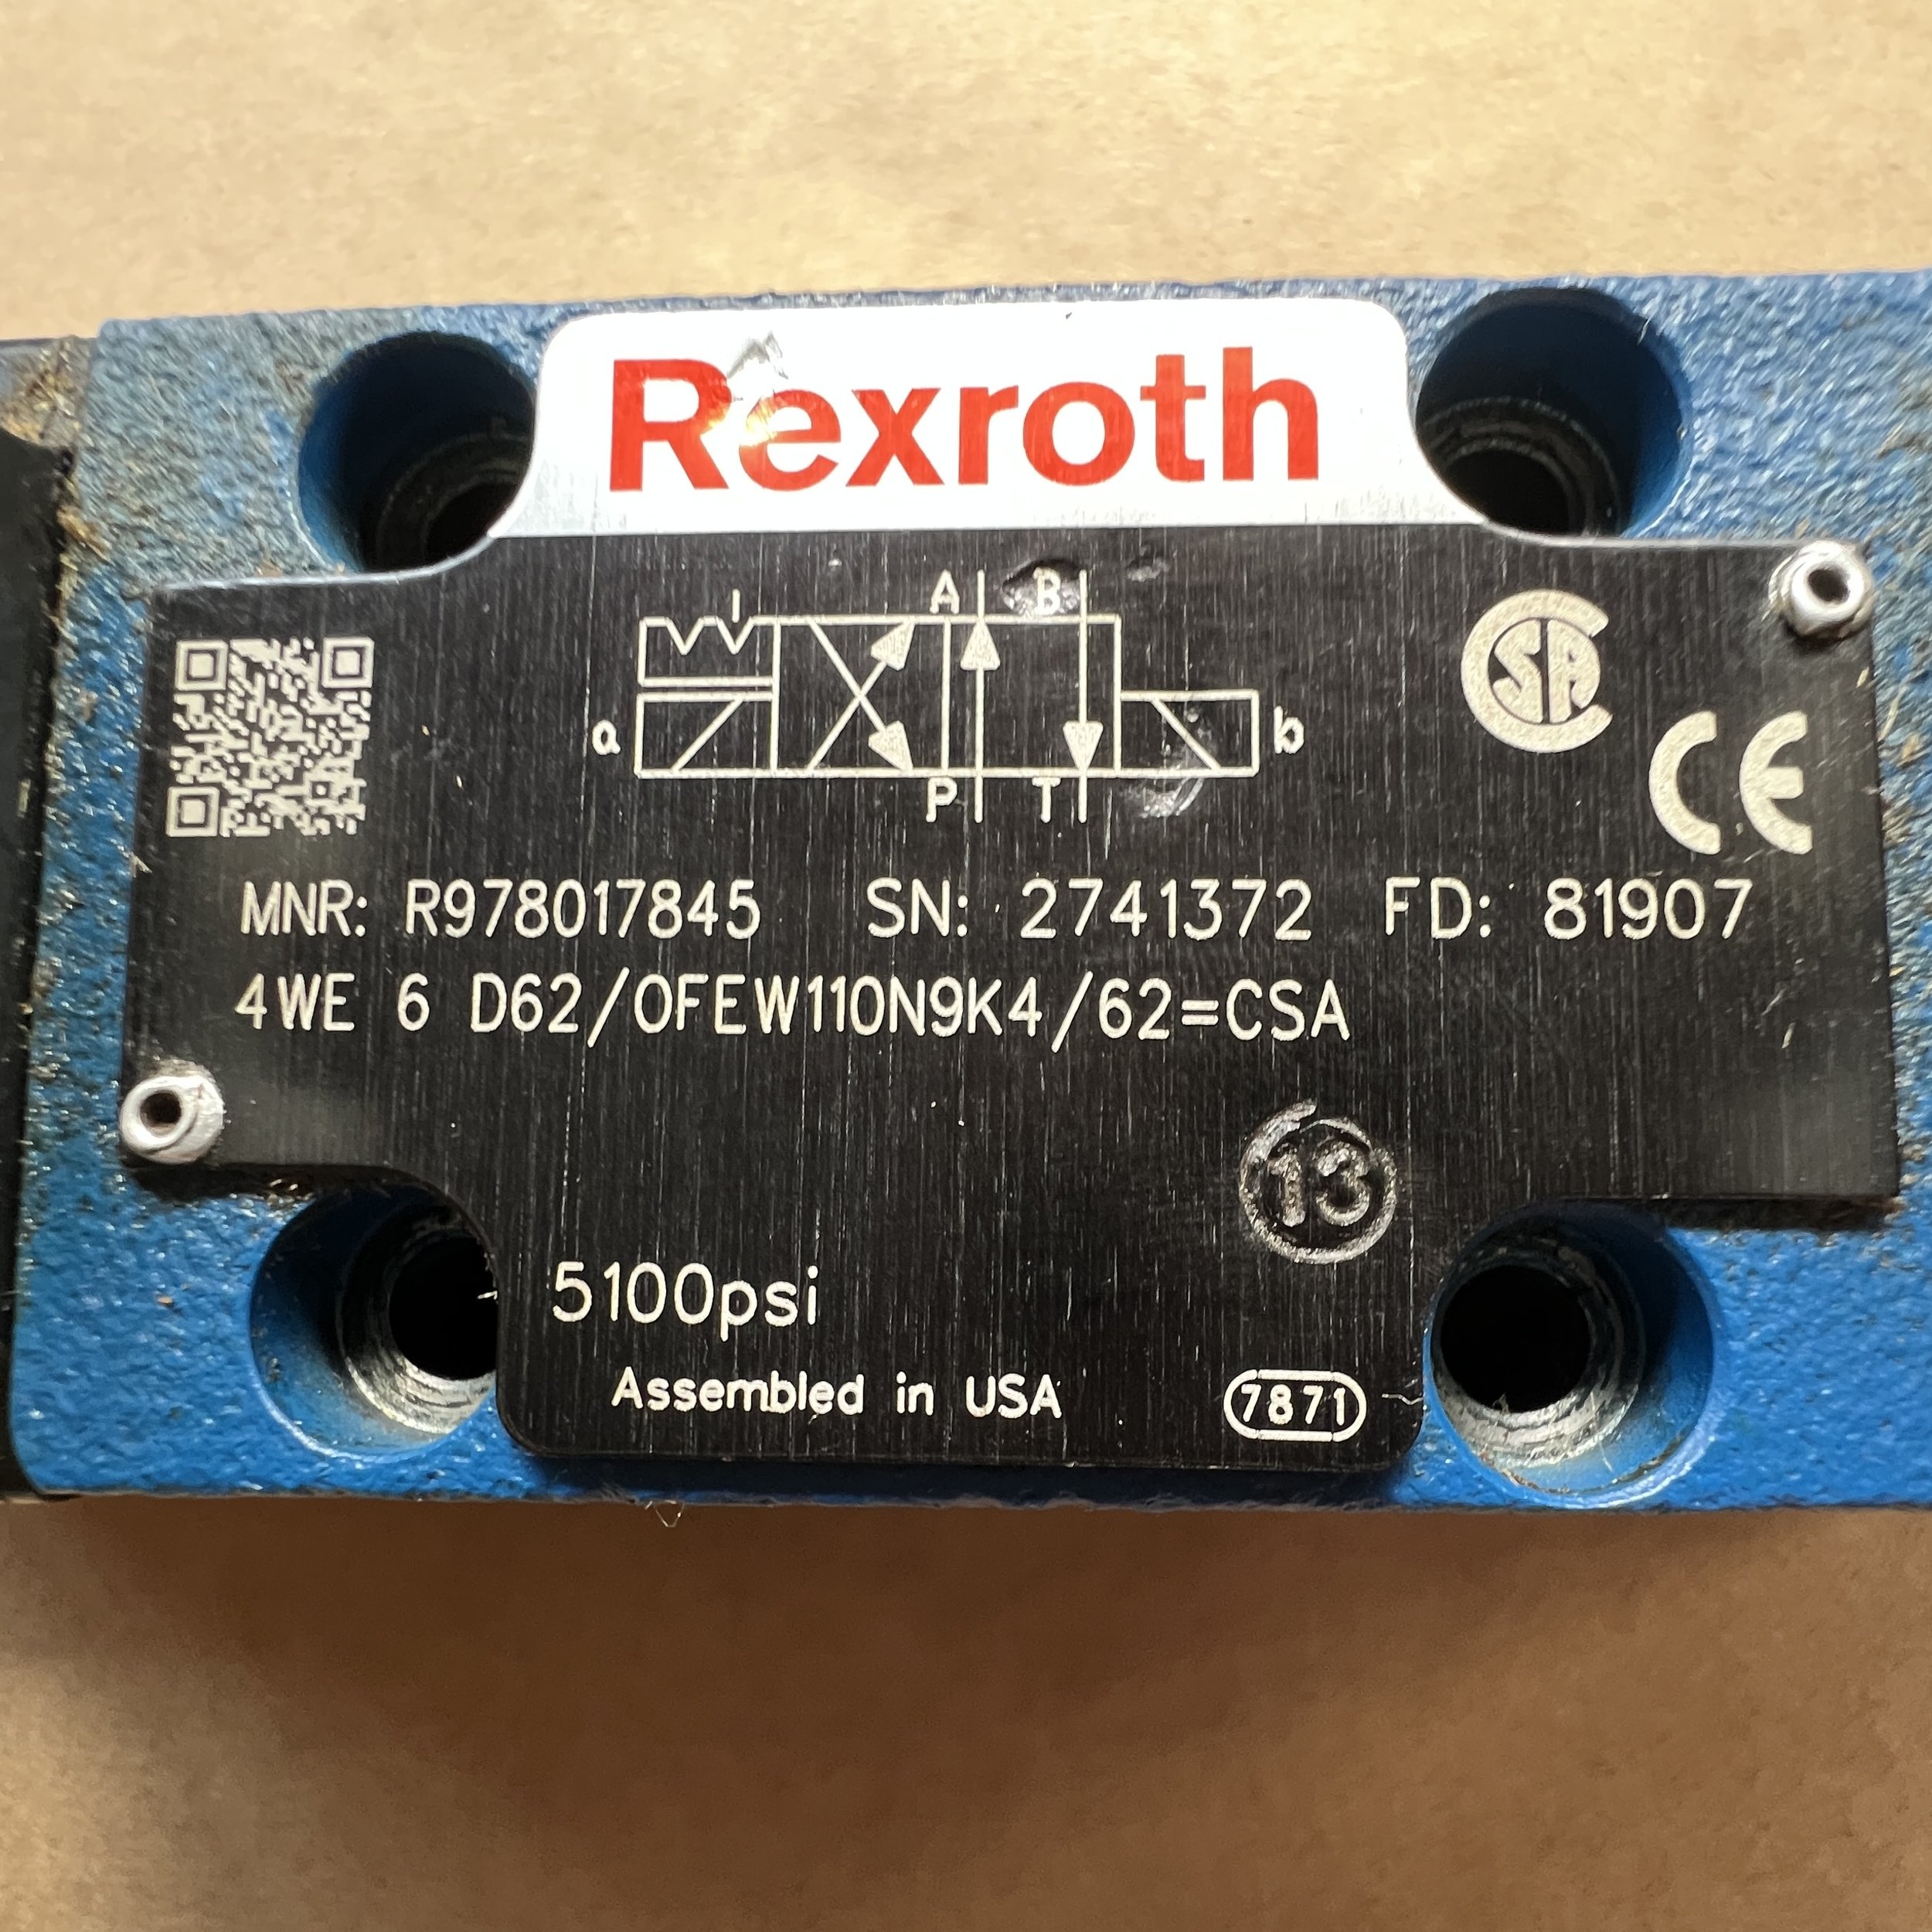 Rexroth
A B
a b
P T
CSA
CE
MNR: R978017845 SN: 2741372 FD: 81907
4WE 6 D62/OFEW110N9K4/62=CSA
13
5100psi
Assembled in USA 7871